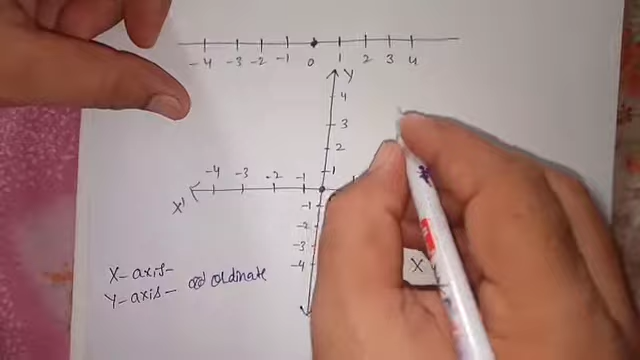 -4 -3 -2 -1 0 1 2 3 4
Y
4
3
2
-4 -3 -2 -1 1
X'
-1
-2
-3
-4
X
X-axis-
Y-axis- ordinate